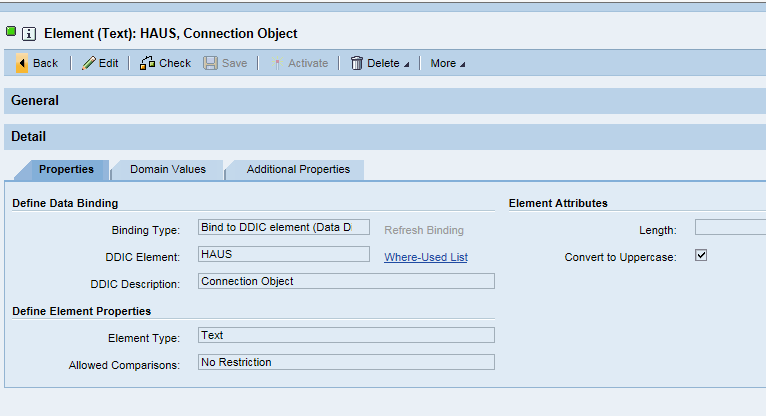 Element (Text): HAUS, Connection Object
Back Edit Check Save Activate Delete More
General
Detail
Properties Domain Values Additional Properties
Define Data Binding Element Attributes
Binding Type: Bind to DDIC element (Data D Refresh Binding Length:
DDIC Element: HAUS Where-Used List Convert to Uppercase:
DDIC Description: Connection Object
Define Element Properties
Element Type: Text
Allowed Comparisons: No Restriction